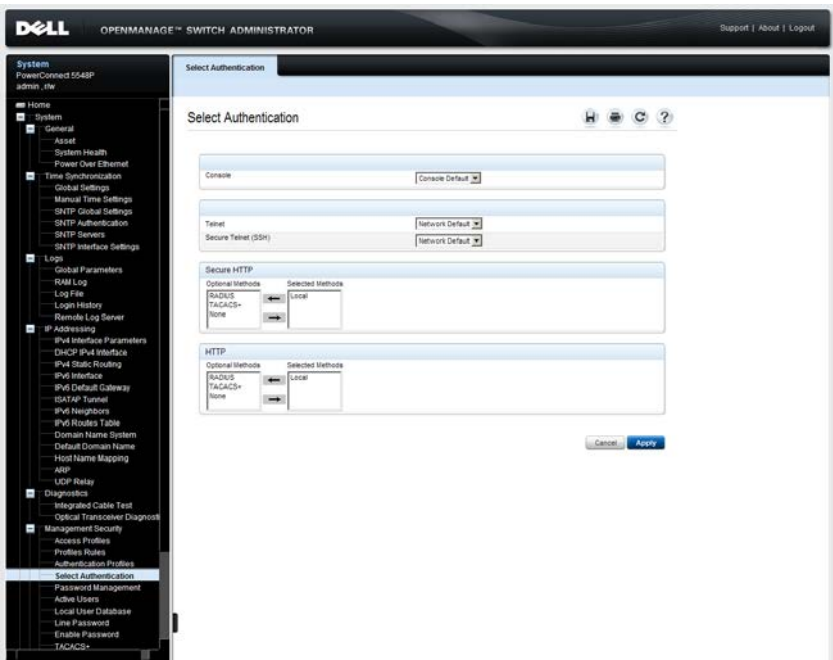 DELL
OPENMANAGE™ SWITCH ADMINISTRATOR
Support | About | Logout
System
PowerConnect 5548P
admin , r/w
Home
System
General
Asset
System Health
Power Over Ethernet
Time Synchronization
Global Settings
Manual Time Settings
SNTP Global Settings
SNTP Authentication
SNTP Servers
SNTP Interface Settings
Logs
Global Parameters
RAM Log
Log File
Login History
Remote Log Server
IP Addressing
IPv4 Interface Parameters
DHCP IPv4 Interface
IPv4 Static Routing
IPv6 Interface
IPv6 Default Gateway
ISATAP Tunnel
IPv6 Neighbors
IPv6 Routes Table
Domain Name System
Default Domain Name
Host Name Mapping
ARP
UDP Relay
Diagnostics
Integrated Cable Test
Optical Transceiver Diagnosti
Management Security
Access Profiles
Profiles Rules
Authentication Profiles
Select Authentication
Password Management
Active Users
Local User Database
Line Password
Enable Password
TACACS+
Select Authentication
Select Authentication
Console
Console Default
Telnet
Network Default
Secure Telnet (SSH)
Network Default
Secure HTTP
Optional Methods Selected Methods
RADIUS Local
TACACS+
None
HTTP
Optional Methods Selected Methods
RADIUS Local
TACACS+
None
Cancel Apply